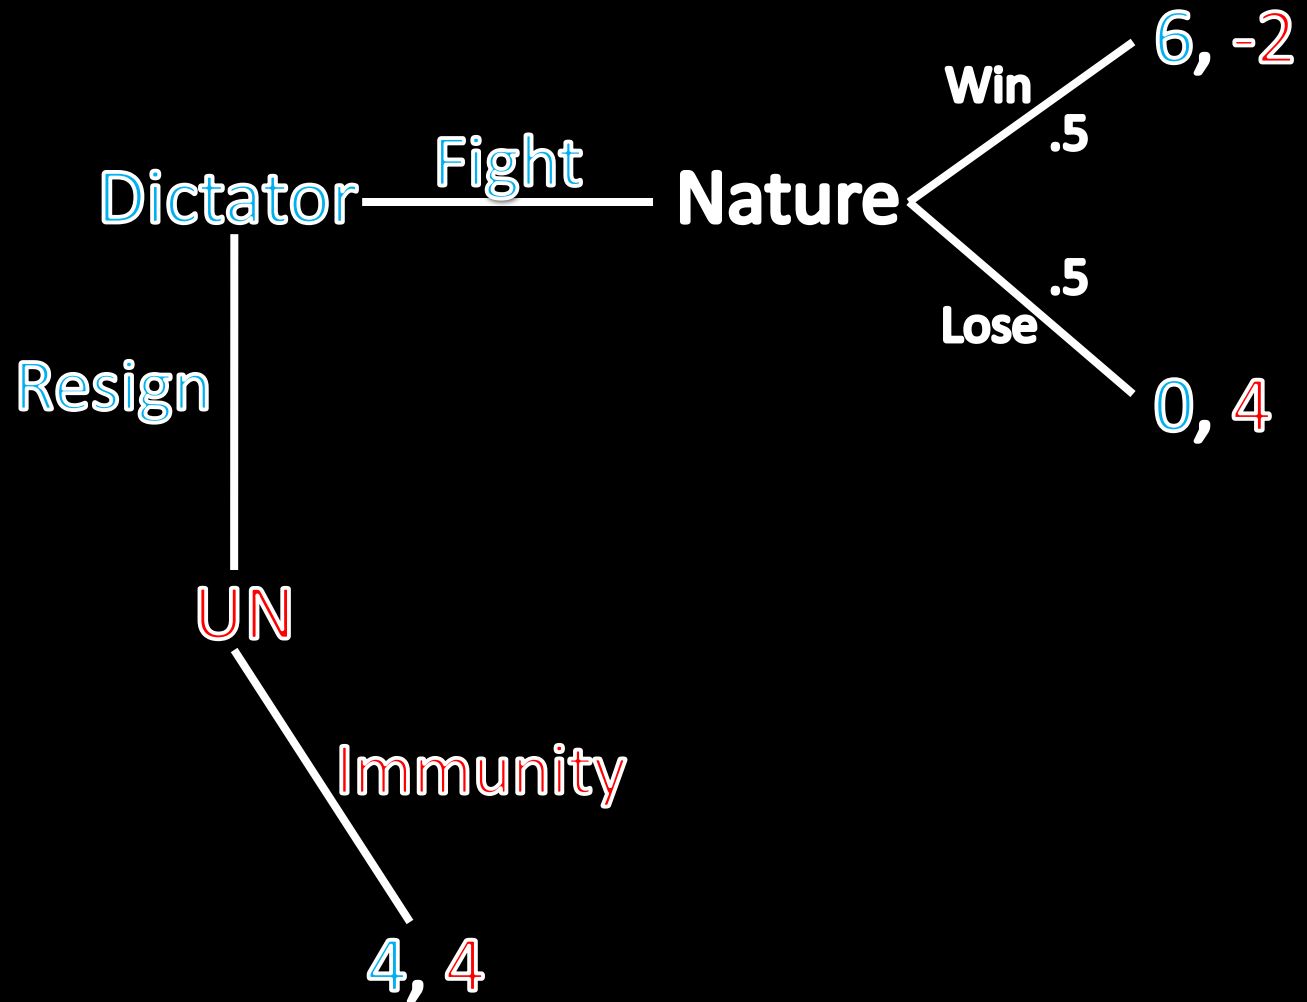 6, -2
Win
.5
Fight
Dictator
Nature
.5
Lose
Resign
0, 4
UN
Immunity
4, 4